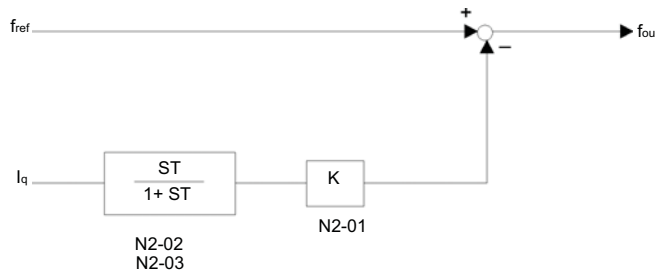 fref
+
fou
−
Iq
ST
1+ ST
K
N2-01
N2-02
N2-03